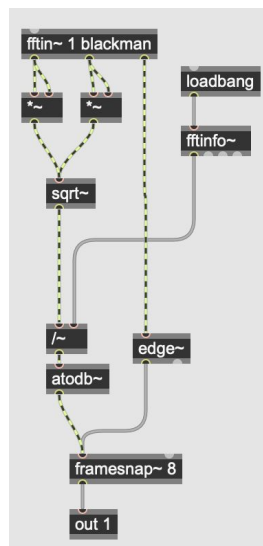 fftin~ 1 blackman
loadbang
*~
*~
fftinfo~
sqrt~
/~
edge~
atodb~
framesnap~ 8
out 1